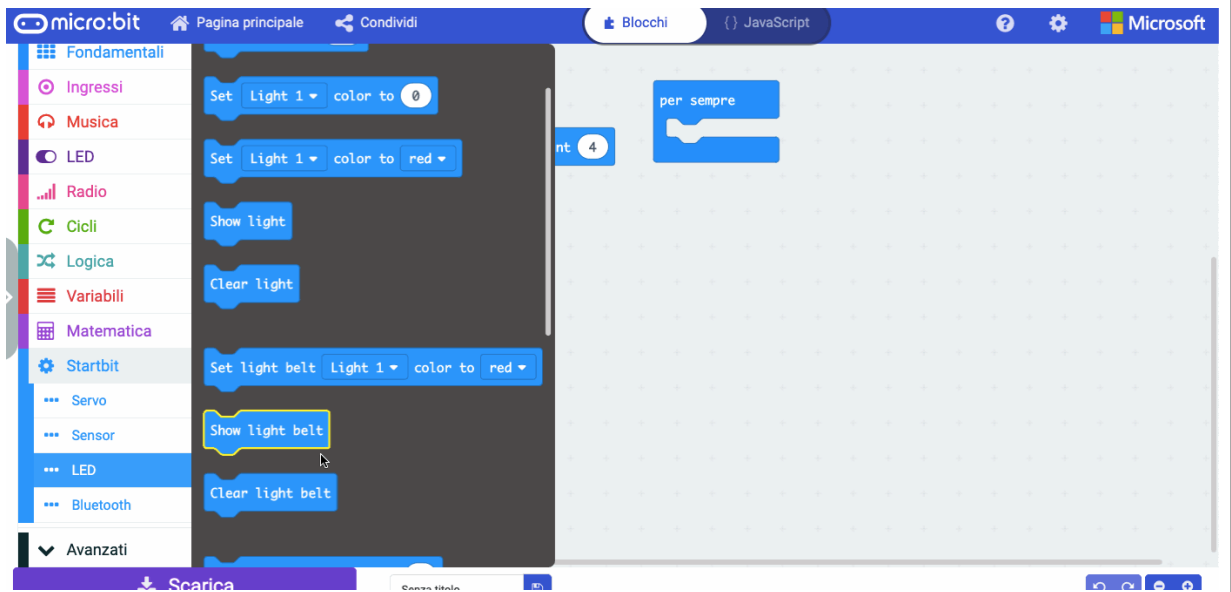 micro:bit Pagina principale Condividi Blocchi {} JavaScript ? Microsoft
Fondamentali
Ingressi
Musica
LED
Radio
Cicli
Logica
Variabili
Matematica
Startbit
Servo
Sensor
LED
Bluetooth
Avanzati
Scarica
Set Light 1 color to 0
Set Light 1 color to red
Show light
Clear light
Set light belt Light 1 color to red
Show light belt
Clear light belt
nt 4
per sempre
Senza titolo